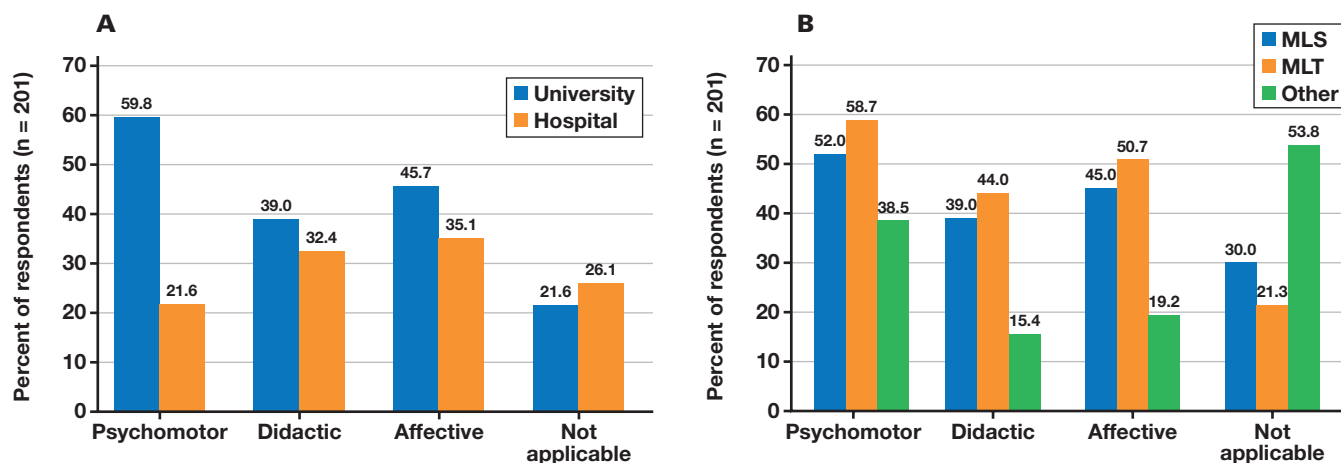 A
Percent of respondents (n = 201)
70
60
50
40
30
20
10
0
University
Hospital
59.8
21.6
39.0
32.4
45.7
35.1
21.6
26.1
Psychomotor
Didactic
Affective
Not
applicable
B
Percent of respondents (n = 201)
70
60
50
40
30
20
10
0
MLS
MLT
Other
52.0
58.7
38.5
39.0
44.0
15.4
45.0
50.7
19.2
30.0
21.3
53.8
Psychomotor
Didactic
Affective
Not
applicable